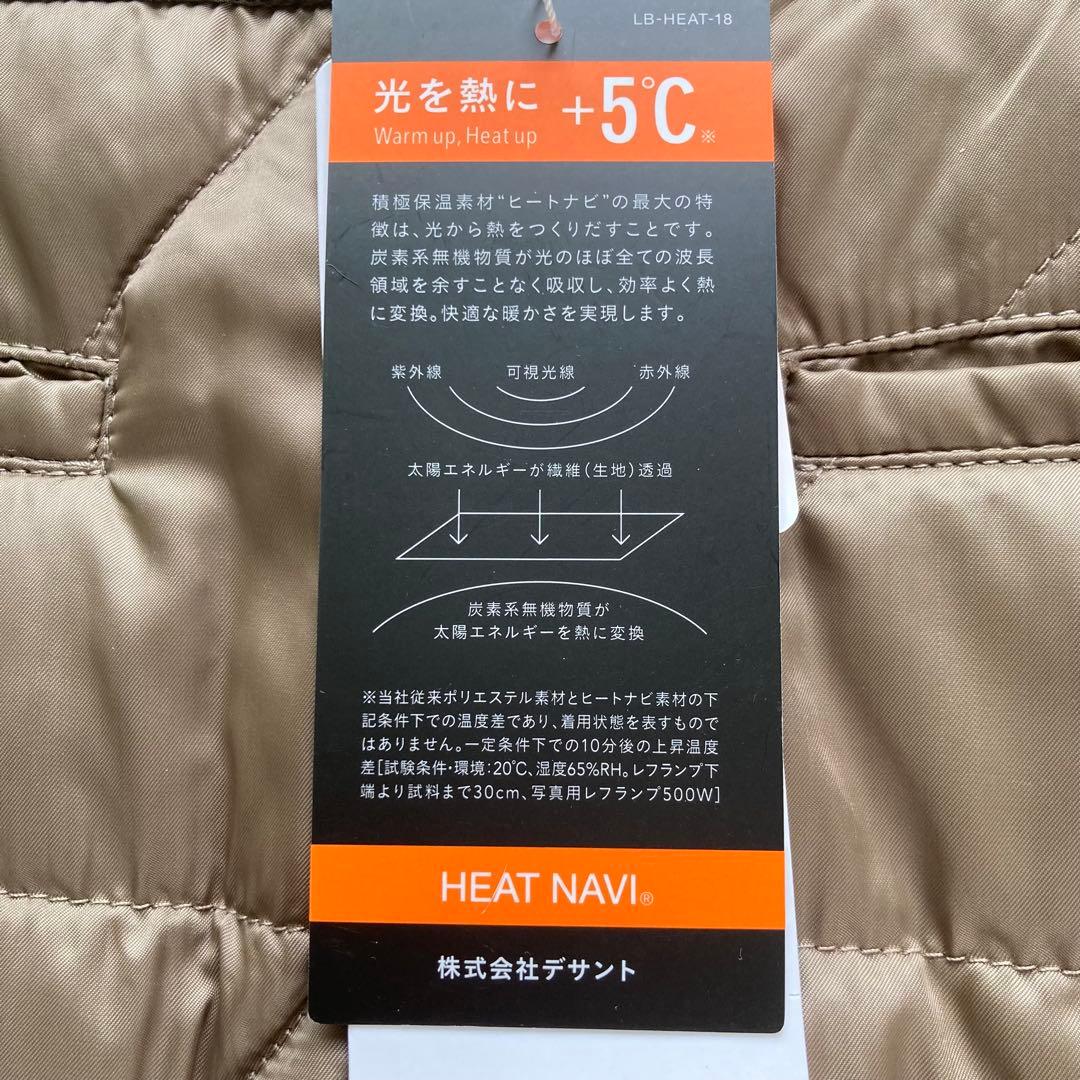 LB-HEAT-18
光を熱に +5℃※
Warm up, Heat up
積極保温素材“ヒートナビ”の最大の特
徴は、光から熱をつくりだすことです。
炭素系無機物質が光のほぼ全ての波長
領域を余すことなく吸収し、効率よく熱
に変換。快適な暖かさを実現します。
紫外線 可視光線 赤外線
太陽エネルギーが繊維(生地)透過
炭素系無機物質が
太陽エネルギーを熱に変換
※当社従来ポリエステル素材とヒートナビ素材の下
記条件下での温度差であり、着用状態を表すもので
はありません。一定条件下での10分後の上昇温度
差[試験条件・環境:20℃、湿度65%RH。レフランプ下
端より試料まで30cm、写真用レフランプ500W]
HEAT NAVI®
株式会社デサント